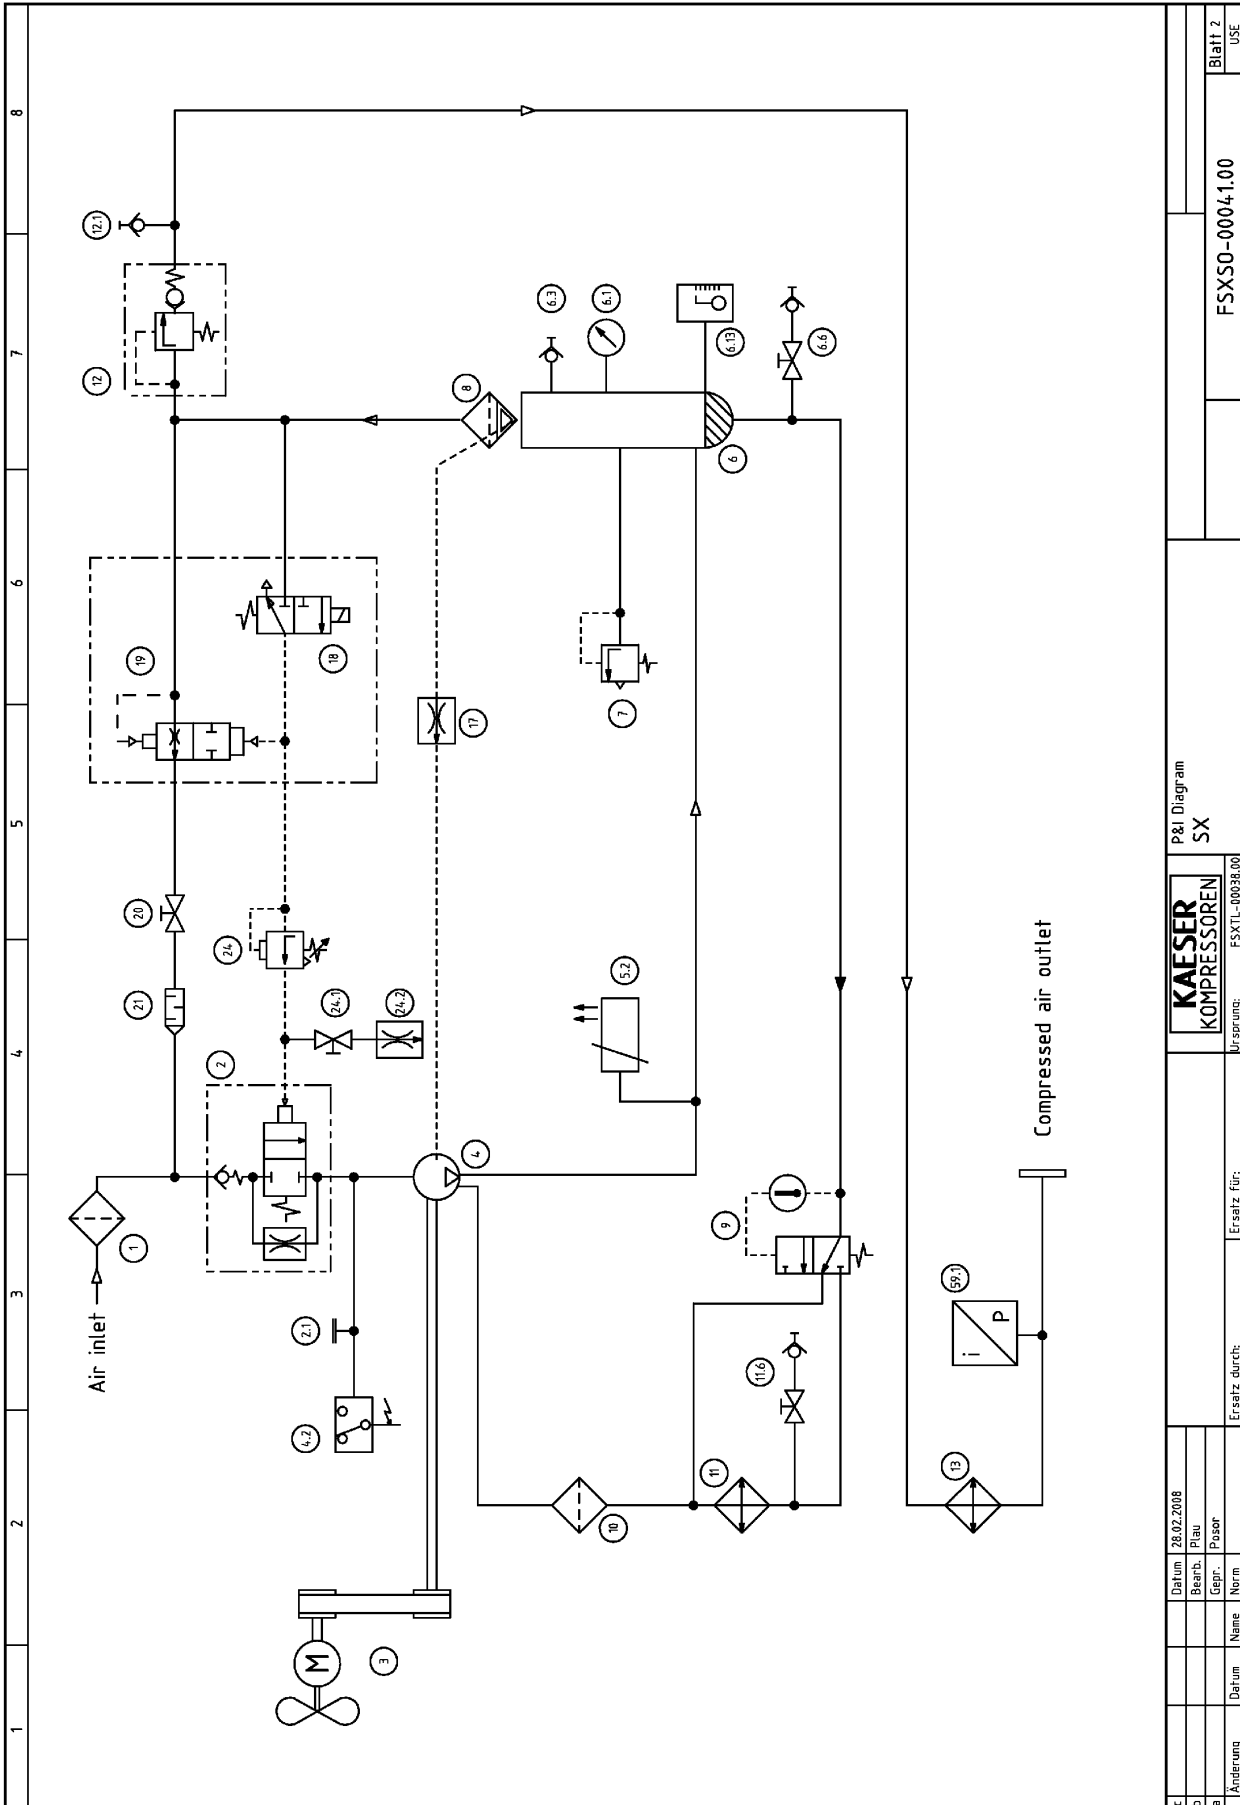 8
7
6
5
4
3
2
1
12.1
12
8
6.3
6.1
6.13
6.6
6
19
18
17
7
20
24
21
24.1
24.2
5.2
2
4
1
Air inlet
2.1
4.2
9
59.1
i
P
11.6
11
13
10
M
3
Compressed air outlet
Blatt 2
USE
FSXSO-00041.00
P&I Diagram
SX
KAESER
KOMPRESSOREN
Ursprung:
FSXTL-00038.00
Ersatz für:
Ersatz durch:
Datum 28.02.2008
Bearb. Plau
Gepr. Posor
Norm
Änderung Datum Name